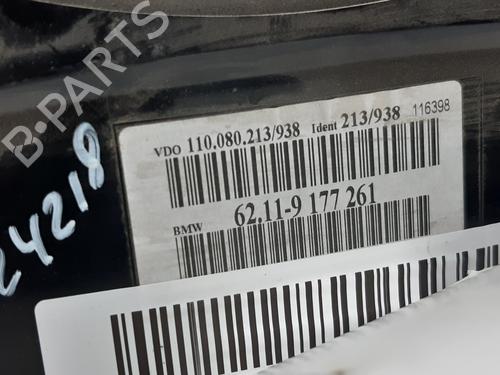 B-PARTS
VDO 110.080.213/938 Ident 213/938 116398
BMW 62.11-9 177 261
24218